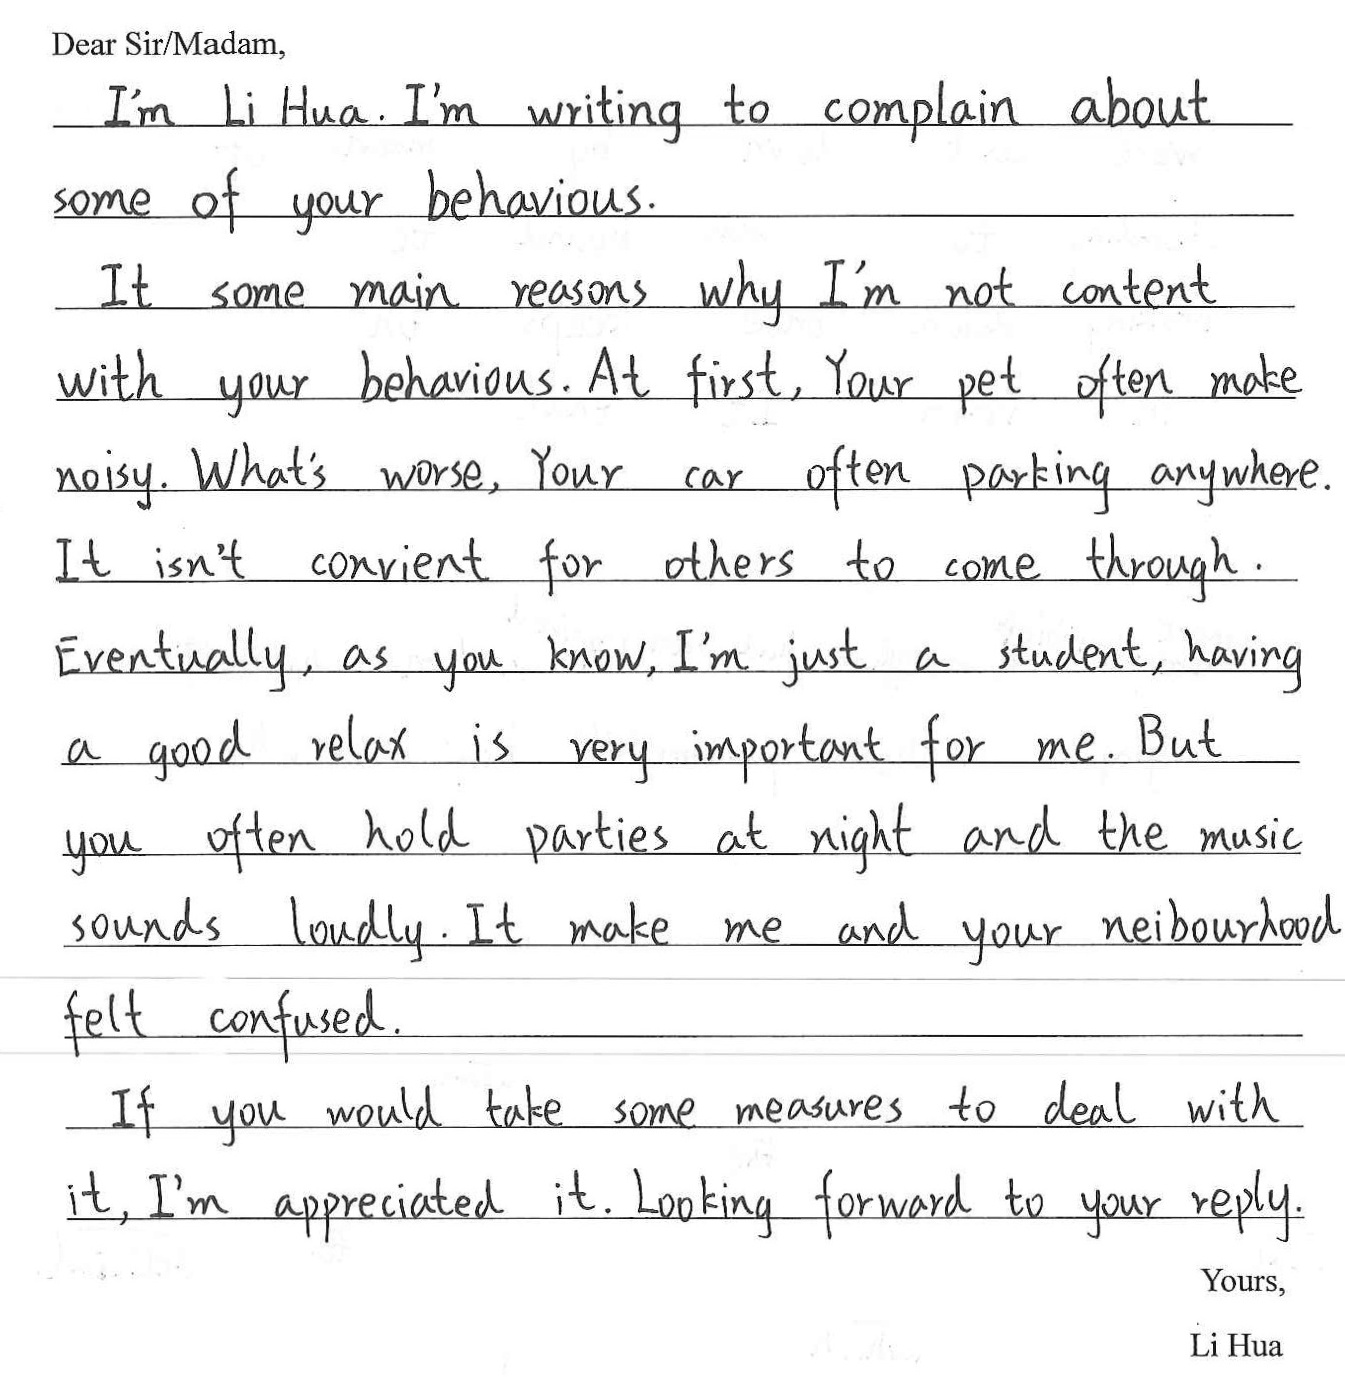 Dear Sir/Madam,
I'm Li Hua. I'm writing to complain about
some of your behavious.
It some main reasons why I'm not content
with your behavious. At first, Your pet often make
noisy. What's worse, Your car often parking anywhere.
It isn't convient for others to come through.
Eventually, as you know, I'm just a student, having
a good relax is very important for me. But
you often hold parties at night and the music
sounds loudly. It make me and your neibourhood
felt confused.
If you would take some measures to deal with
it, I'm appreciated it. Looking forward to your reply.
Yours,
Li Hua